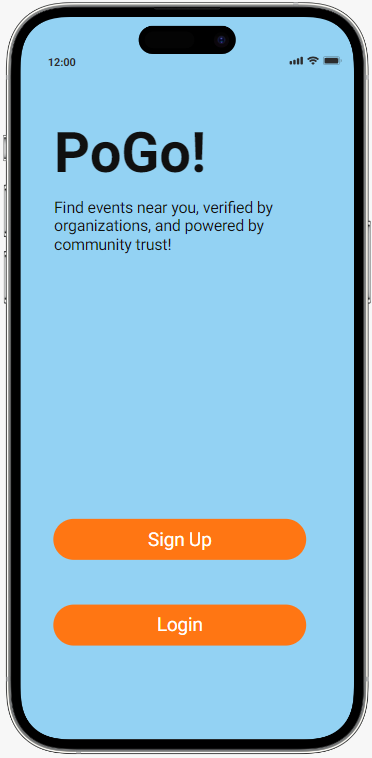 12:00
PoGo!
Find events near you, verified by
organizations, and powered by
community trust!
Sign Up
Login